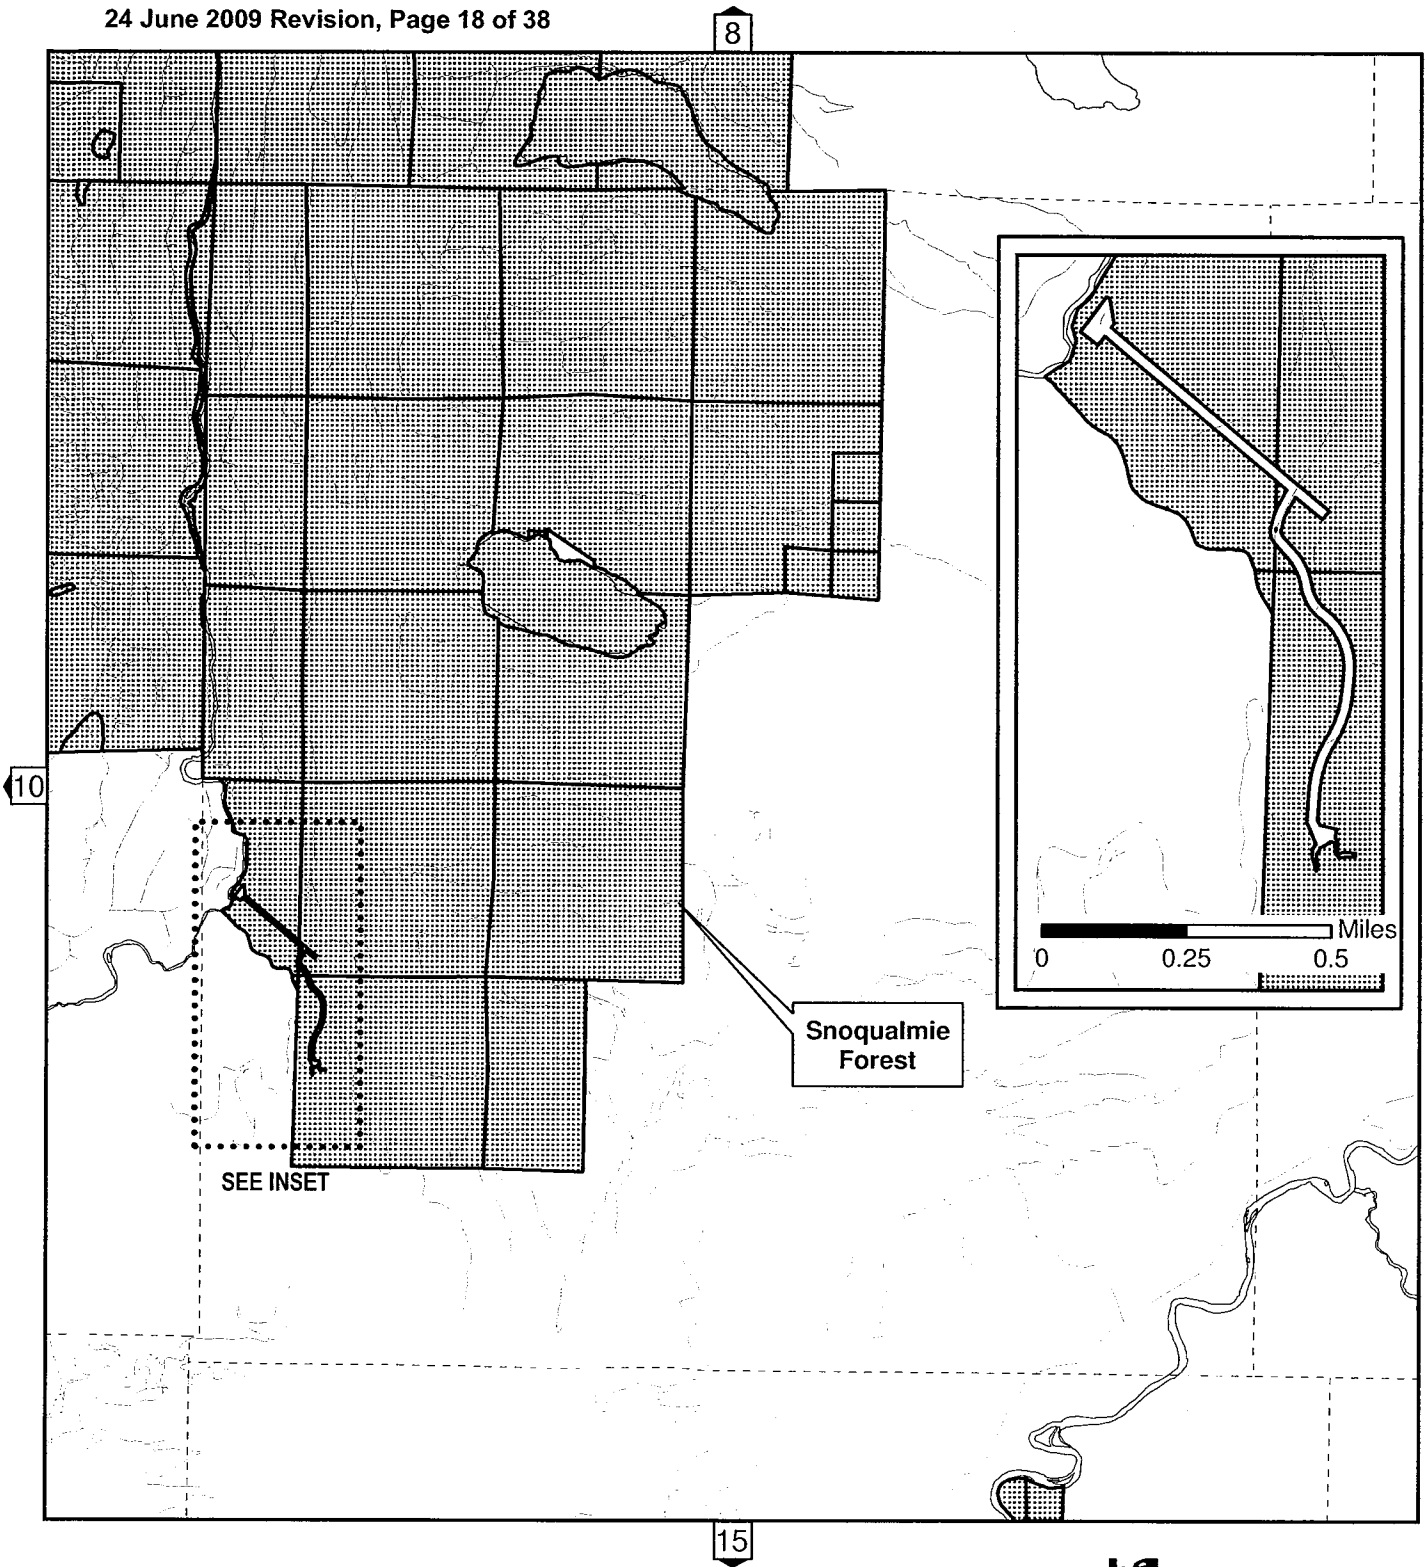 24 June 2009 Revision, Page 18 of 38
8
10
Miles
0 0.25 0.5
Snoqualmie
Forest
SEE INSET
15